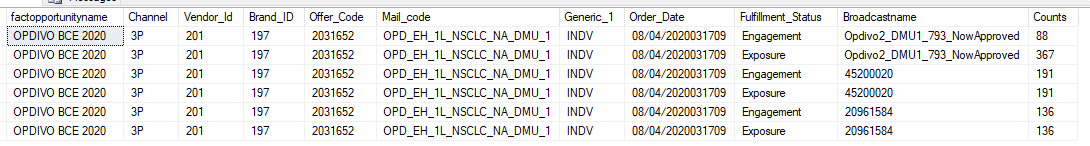 Messages
factopportunityname Channel Vendor_Id Brand_ID Offer_Code Mail_code Generic_1 Order_Date Fulfillment_Status Broadcastname Counts
OPDIVO BCE 2020 3P 201 197 2031652 OPD_EH_1L_NSCLC_NA_DMU_1 INDV 08/04/2020031709 Engagement Opdivo2_DMU1_793_NowApproved 88
OPDIVO BCE 2020 3P 201 197 2031652 OPD_EH_1L_NSCLC_NA_DMU_1 INDV 08/04/2020031709 Exposure Opdivo2_DMU1_793_NowApproved 367
OPDIVO BCE 2020 3P 201 197 2031652 OPD_EH_1L_NSCLC_NA_DMU_1 INDV 08/04/2020031709 Engagement 45200020 191
OPDIVO BCE 2020 3P 201 197 2031652 OPD_EH_1L_NSCLC_NA_DMU_1 INDV 08/04/2020031709 Exposure 45200020 191
OPDIVO BCE 2020 3P 201 197 2031652 OPD_EH_1L_NSCLC_NA_DMU_1 INDV 08/04/2020031709 Engagement 20961584 136
OPDIVO BCE 2020 3P 201 197 2031652 OPD_EH_1L_NSCLC_NA_DMU_1 INDV 08/04/2020031709 Exposure 20961584 136